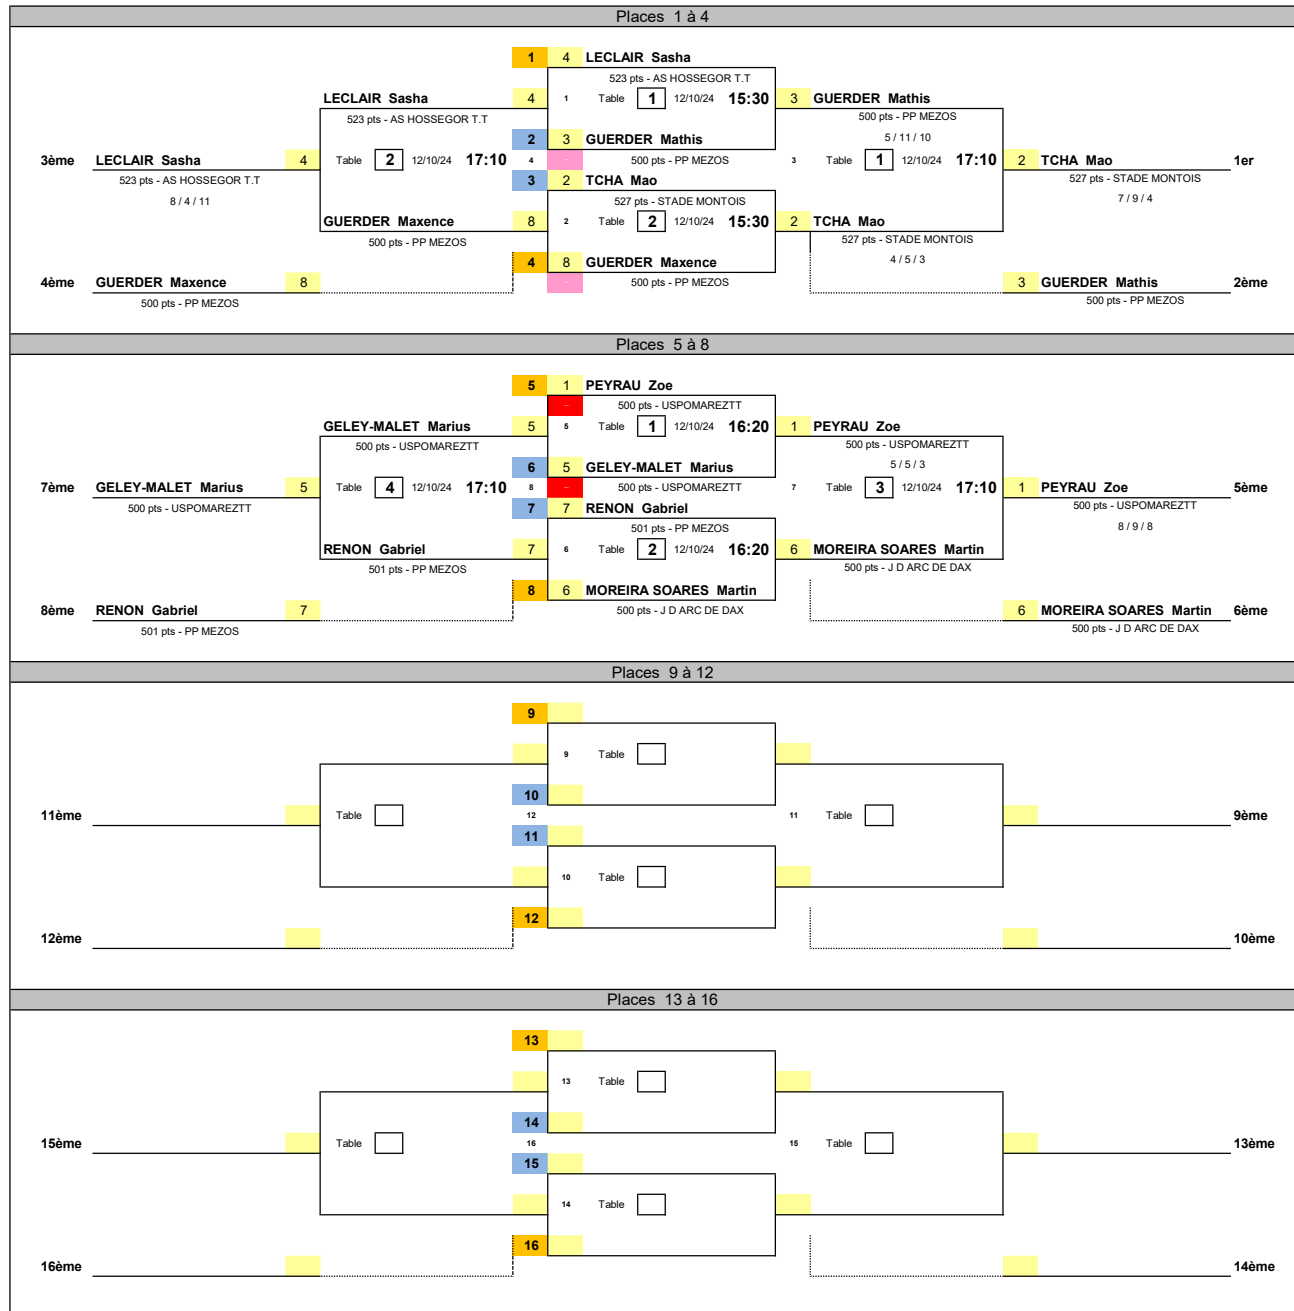 Places 1 à 4
1 4 LECLAIR Sasha
523 pts - AS HOSSEGOR T.T
LECLAIR Sasha 4 1 Table 1 12/10/24 15:30 3 GUERDER Mathis
523 pts - AS HOSSEGOR T.T 500 pts - PP MEZOS
2 3 GUERDER Mathis 5 / 11 / 10
3ème LECLAIR Sasha 4 Table 2 12/10/24 17:10 4 500 pts - PP MEZOS 3 Table 1 12/10/24 17:10 2 TCHA Mao 1er
523 pts - AS HOSSEGOR T.T 3 2 TCHA Mao 527 pts - STADE MONTOIS
8 / 4 / 11 527 pts - STADE MONTOIS 7 / 9 / 4
GUERDER Maxence 8 2 Table 2 12/10/24 15:30 2 TCHA Mao
500 pts - PP MEZOS 527 pts - STADE MONTOIS
4 8 GUERDER Maxence 4 / 5 / 3
4ème GUERDER Maxence 8 500 pts - PP MEZOS 3 GUERDER Mathis 2ème
500 pts - PP MEZOS 500 pts - PP MEZOS
Places 5 à 8
5 1 PEYRAU Zoe
500 pts - USPOMAREZTT
GELEY-MALET Marius 5 5 Table 1 12/10/24 16:20 1 PEYRAU Zoe
500 pts - USPOMAREZTT 500 pts - USPOMAREZTT
6 5 GELEY-MALET Marius 5 / 5 / 3
7ème GELEY-MALET Marius 5 Table 4 12/10/24 17:10 8 500 pts - USPOMAREZTT 7 Table 3 12/10/24 17:10 1 PEYRAU Zoe 5ème
500 pts - USPOMAREZTT 7 7 RENON Gabriel 500 pts - USPOMAREZTT
501 pts - PP MEZOS 8 / 9 / 8
RENON Gabriel 7 6 Table 2 12/10/24 16:20 6 MOREIRA SOARES Martin
501 pts - PP MEZOS 500 pts - J D ARC DE DAX
8 6 MOREIRA SOARES Martin
8ème RENON Gabriel 7 500 pts - J D ARC DE DAX 6 MOREIRA SOARES Martin 6ème
501 pts - PP MEZOS 500 pts - J D ARC DE DAX
Places 9 à 12
9
9 Table
10
11ème Table 12 11 Table 9ème
11
10 Table
12
12ème 10ème
Places 13 à 16
13
13 Table
14
15ème Table 16 15 Table 13ème
15
14 Table
16
16ème 14ème